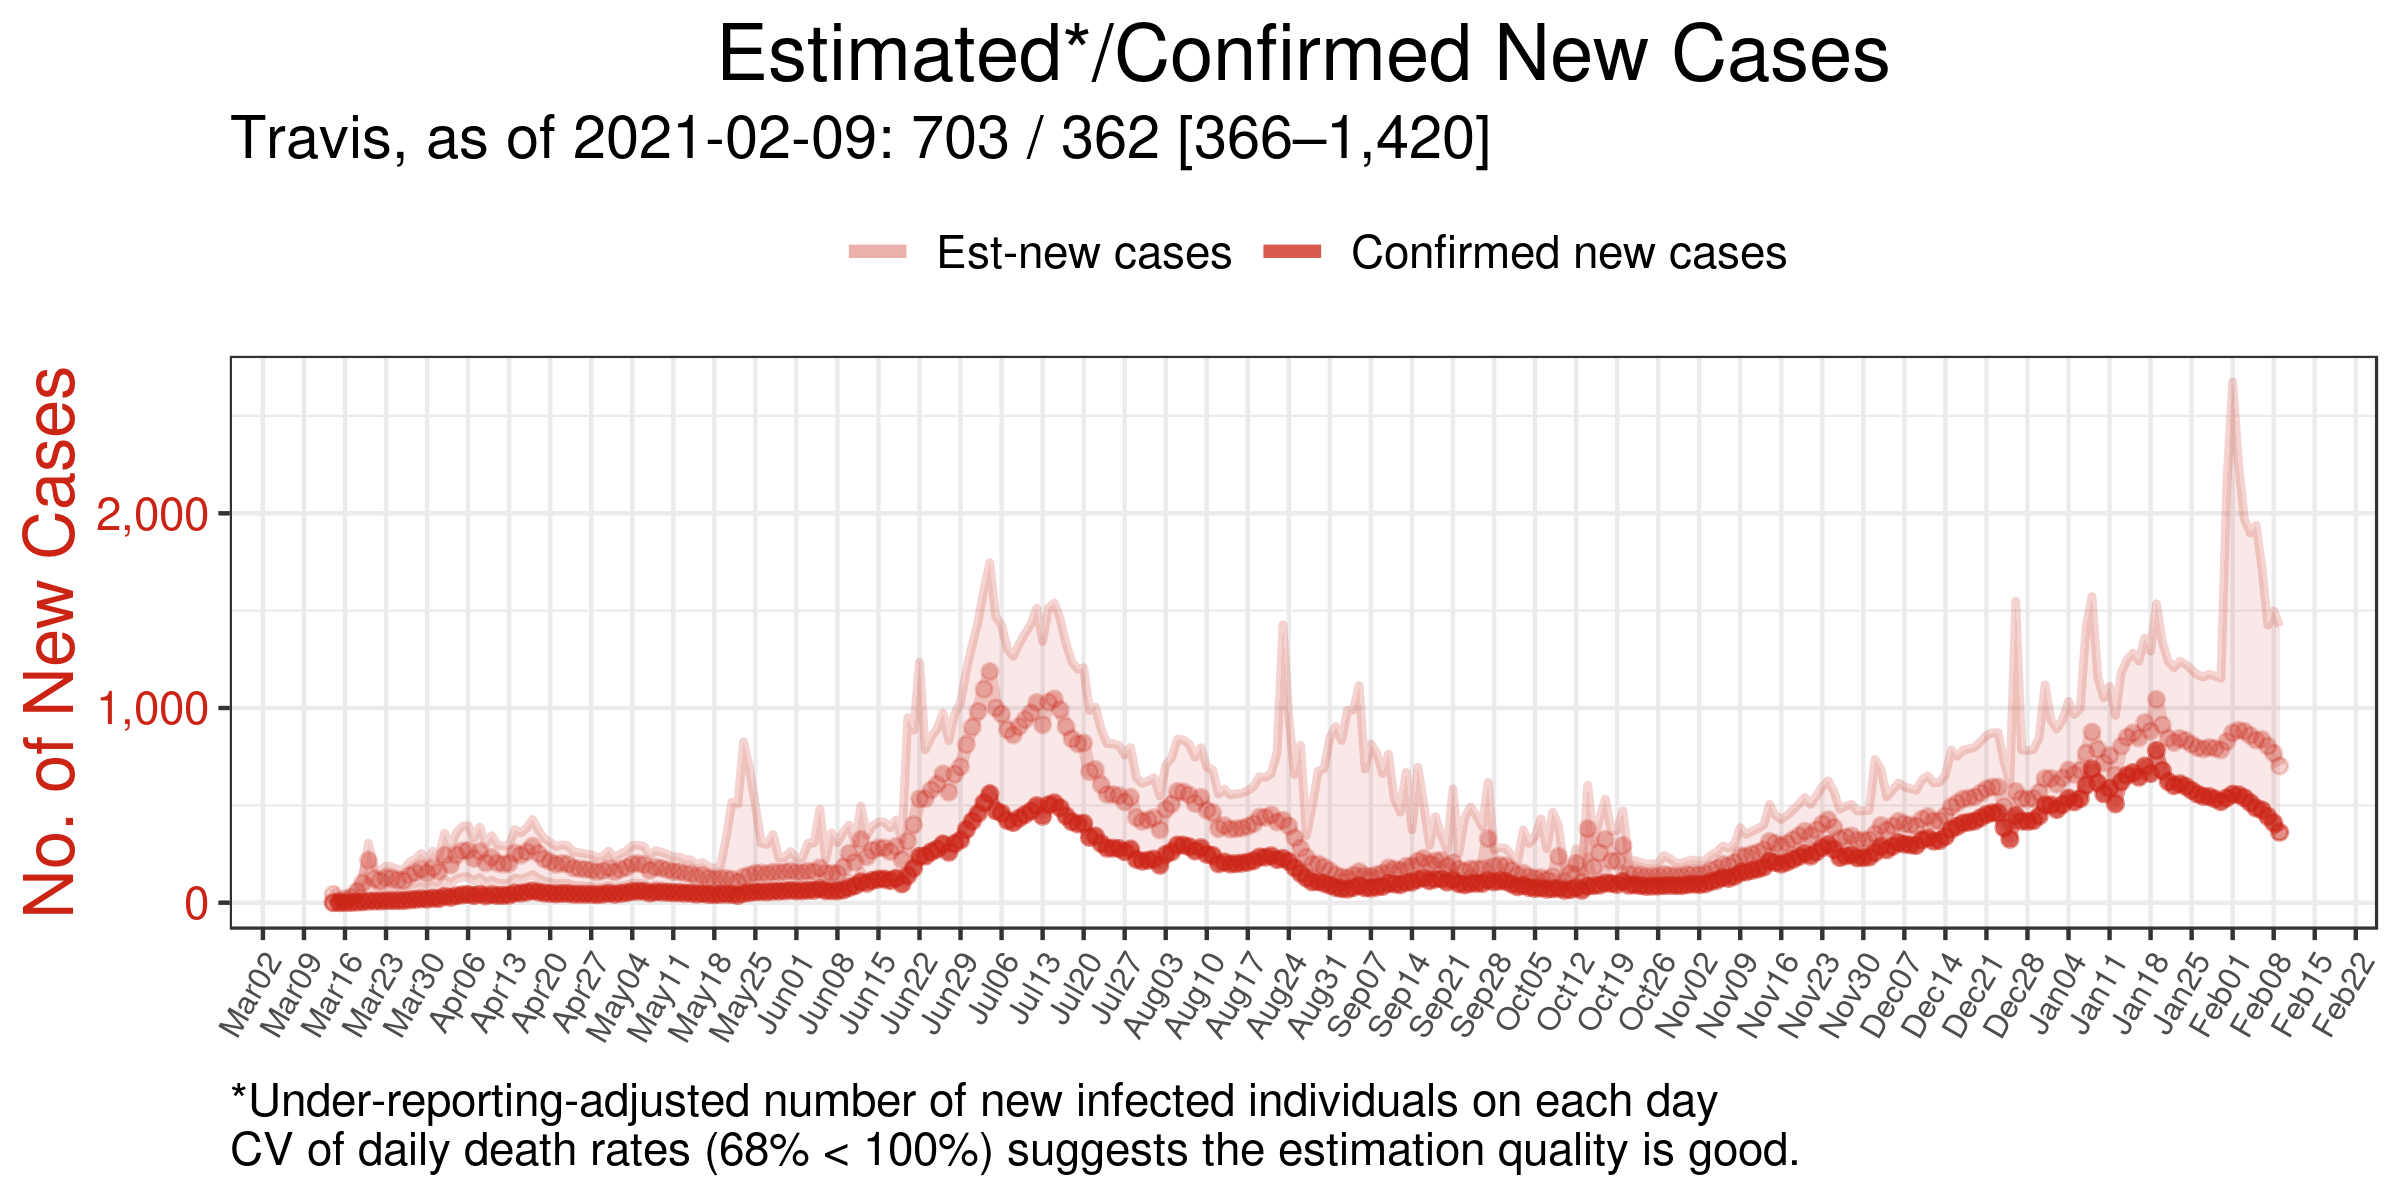 Estimated*/Confirmed New Cases
Travis, as of 2021-02-09: 703 / 362 [366–1,420]
Est-new cases Confirmed new cases
No. of New Cases
2,000
1,000
0
Mar02 Mar09 Mar16 Mar23 Mar30 Apr06 Apr13 Apr20 Apr27 May04 May11 May18 May25 Jun01 Jun08 Jun15 Jun22 Jun29 Jul06 Jul13 Jul20 Jul27 Aug03 Aug10 Aug17 Aug24 Aug31 Sep07 Sep14 Sep21 Sep28 Oct05 Oct12 Oct19 Oct26 Nov02 Nov09 Nov16 Nov23 Nov30 Dec07 Dec14 Dec21 Dec28 Jan04 Jan11 Jan18 Jan25 Feb01 Feb08 Feb15 Feb22
*Under-reporting-adjusted number of new infected individuals on each day
CV of daily death rates (68% < 100%) suggests the estimation quality is good.